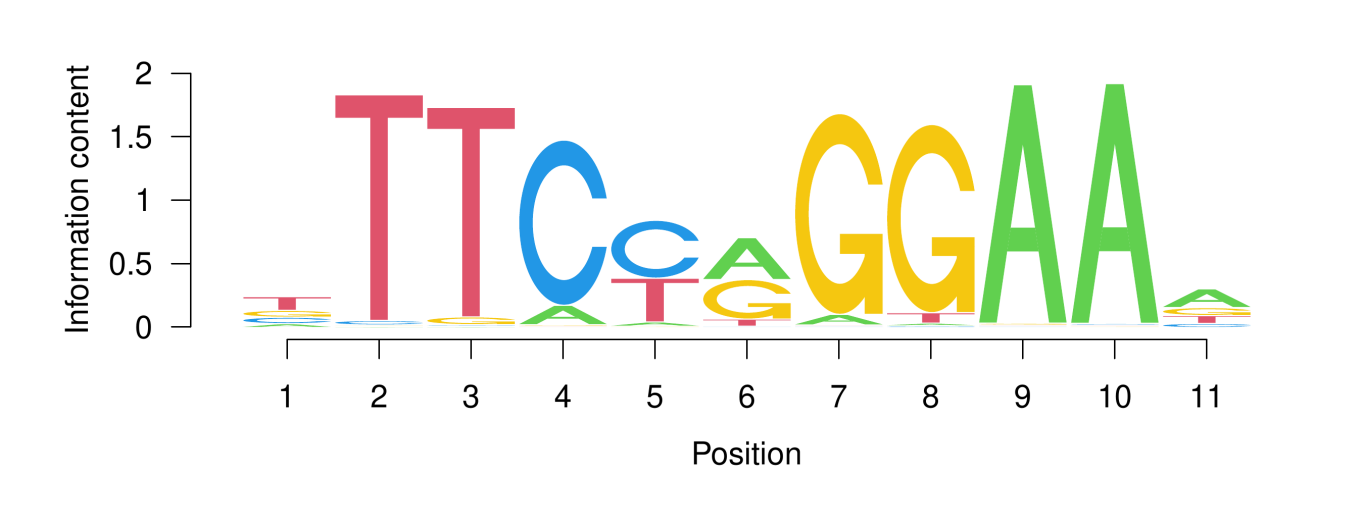 Information content
2
1.5
1
0.5
0
T G C A
T C
T G
C A
C T A
A G T
G A
G T A
A
A
A G T C
1 2 3 4 5 6 7 8 9 10 11
Position